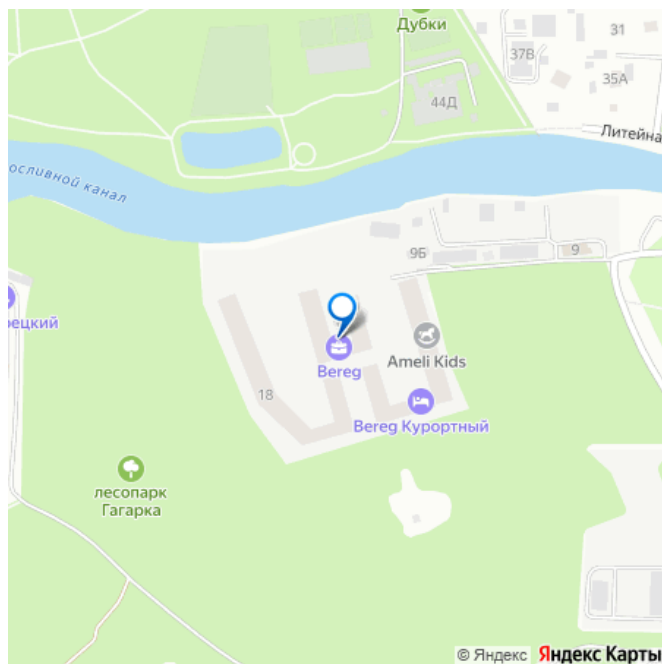 Дубки
31
37В
35А
44Д
Литейна
осливной канал
9Б
9
рецкий
Ameli Kids
Bereg
18
Bereg Курортный
лесопарк
Гагарка
© Яндекс Яндекс Карты